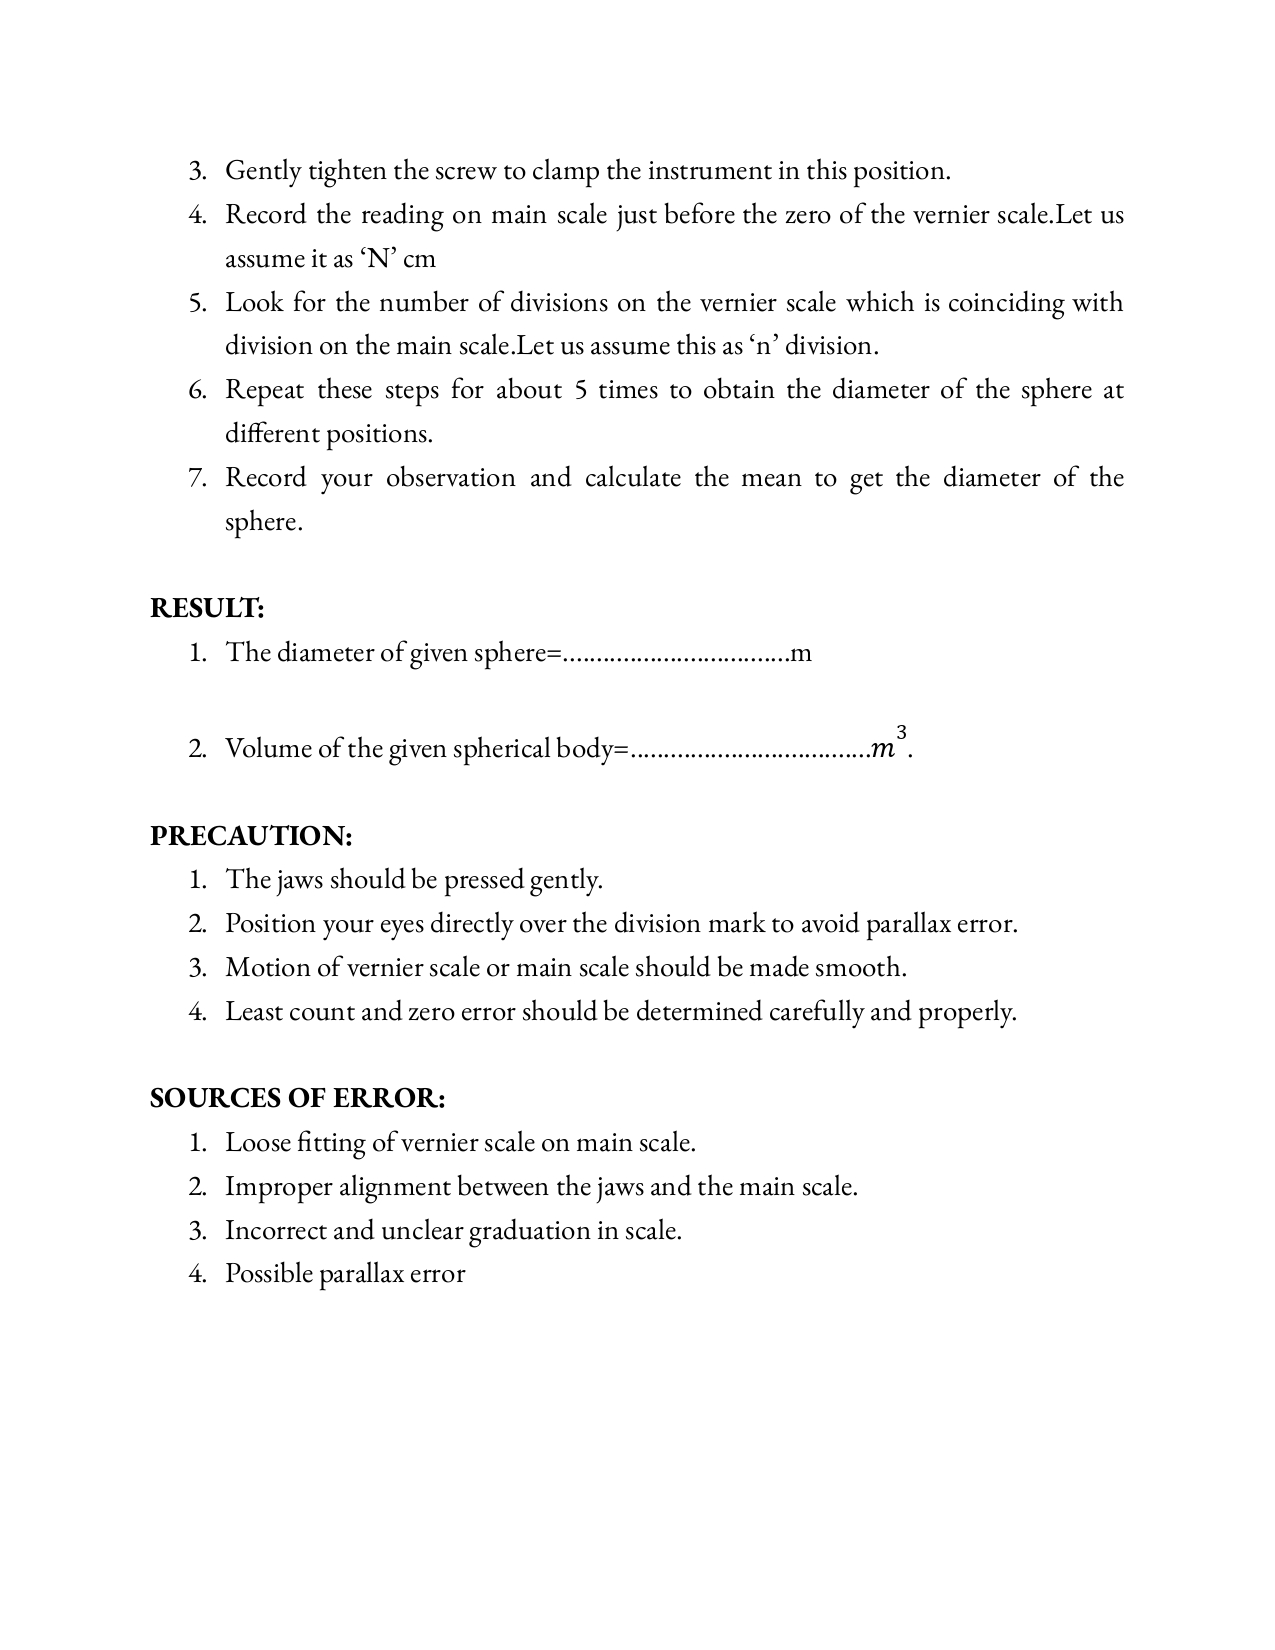 3. Gently tighten the screw to clamp the instrument in this position.
4. Record the reading on main scale just before the zero of the vernier scale.Let us
assume it as ‘N’ cm
5. Look for the number of divisions on the vernier scale which is coinciding with
division on the main scale.Let us assume this as ‘n’ division.
6. Repeat these steps for about 5 times to obtain the diameter of the sphere at
different positions.
7. Record your observation and calculate the mean to get the diameter of the
sphere.
RESULT:
1. The diameter of given sphere=..................................m
2. Volume of the given spherical body=....................................m³.
PRECAUTION:
1. The jaws should be pressed gently.
2. Position your eyes directly over the division mark to avoid parallax error.
3. Motion of vernier scale or main scale should be made smooth.
4. Least count and zero error should be determined carefully and properly.
SOURCES OF ERROR:
1. Loose fitting of vernier scale on main scale.
2. Improper alignment between the jaws and the main scale.
3. Incorrect and unclear graduation in scale.
4. Possible parallax error